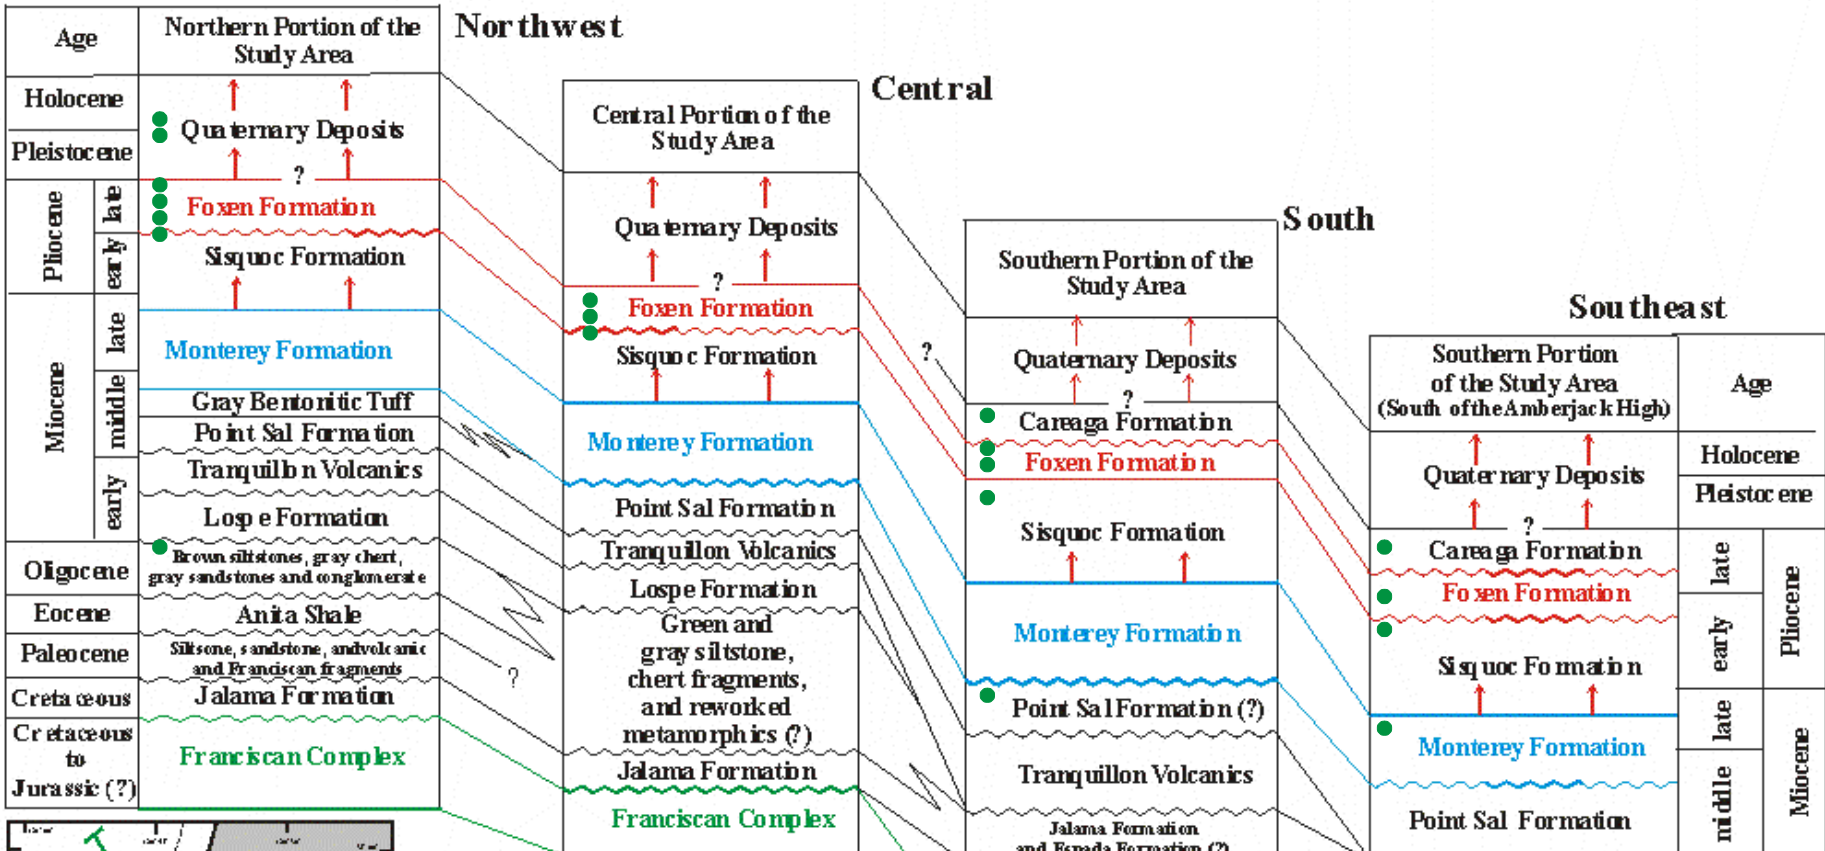 Age
Northern Portion of the
Study Area
Northwest
Holocene
Pleistocene
Quaternary Deposits
?
Pliocene
late
early
Foxen Formation
Sisquoc Formation
Miocene
late
middle
early
Monterey Formation
Gray Bentonitic Tuff
Point Sal Formation
Tranquillon Volcanics
Lospe Formation
Oligocene
Brown siltstones, gray chert,
gray sandstones and conglomerate
Eocene
Anita Shale
Paleocene
Siltsone, sandstone, andvolcanic
and Franciscan fragments
?
Cretaceous
Jalama Formation
Cretaceous
to
Jurassic (?)
Franciscan Complex
Central
Central Portion of the
Study Area
Quaternary Deposits
?
Foxen Formation
Sisquoc Formation
Monterey Formation
Point Sal Formation
Tranquillon Volcanics
Lospe Formation
Green and
gray siltstone,
chert fragments,
and reworked
metamorphics (?)
Jalama Formation
Franciscan Complex
South
Southern Portion of the
Study Area
?
Quaternary Deposits
?
Careaga Formation
Foxen Formation
Sisquoc Formation
Monterey Formation
Point Sal Formation (?)
Tranquillon Volcanics
Jalama Formation
and Espada Formation (?)
Southeast
Southern Portion
of the Study Area
(South of the Amberjack High)
Age
Quaternary Deposits
Holocene
Pleistocene
?
Careaga Formation
Foxen Formation
Sisquoc Formation
late
early
Pliocene
Monterey Formation
Point Sal Formation
late
middle
Miocene